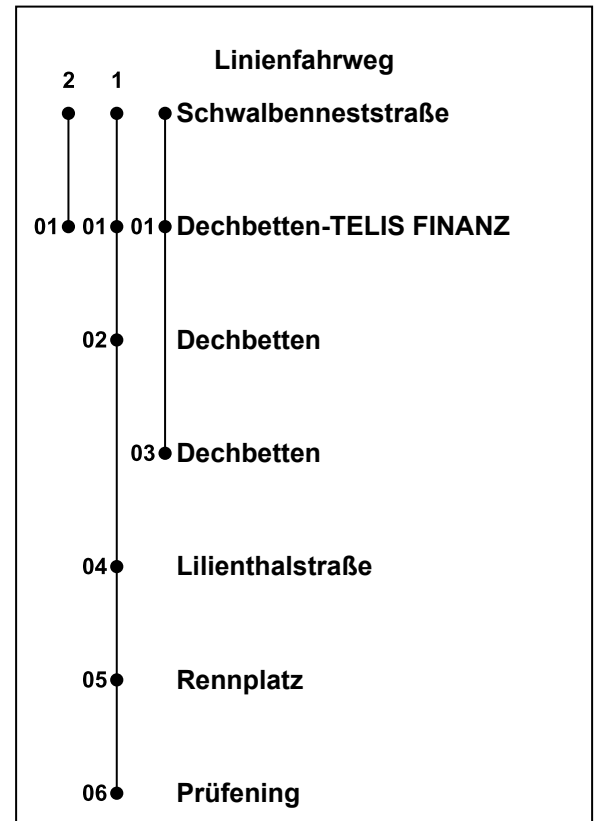 Linienfahrweg
2 1
Schwalbenneststraße
01 01 01 Dechbetten-TELIS FINANZ
02 Dechbetten
03 Dechbetten
04 Lilienthalstraße
05 Rennplatz
06 Prüfening